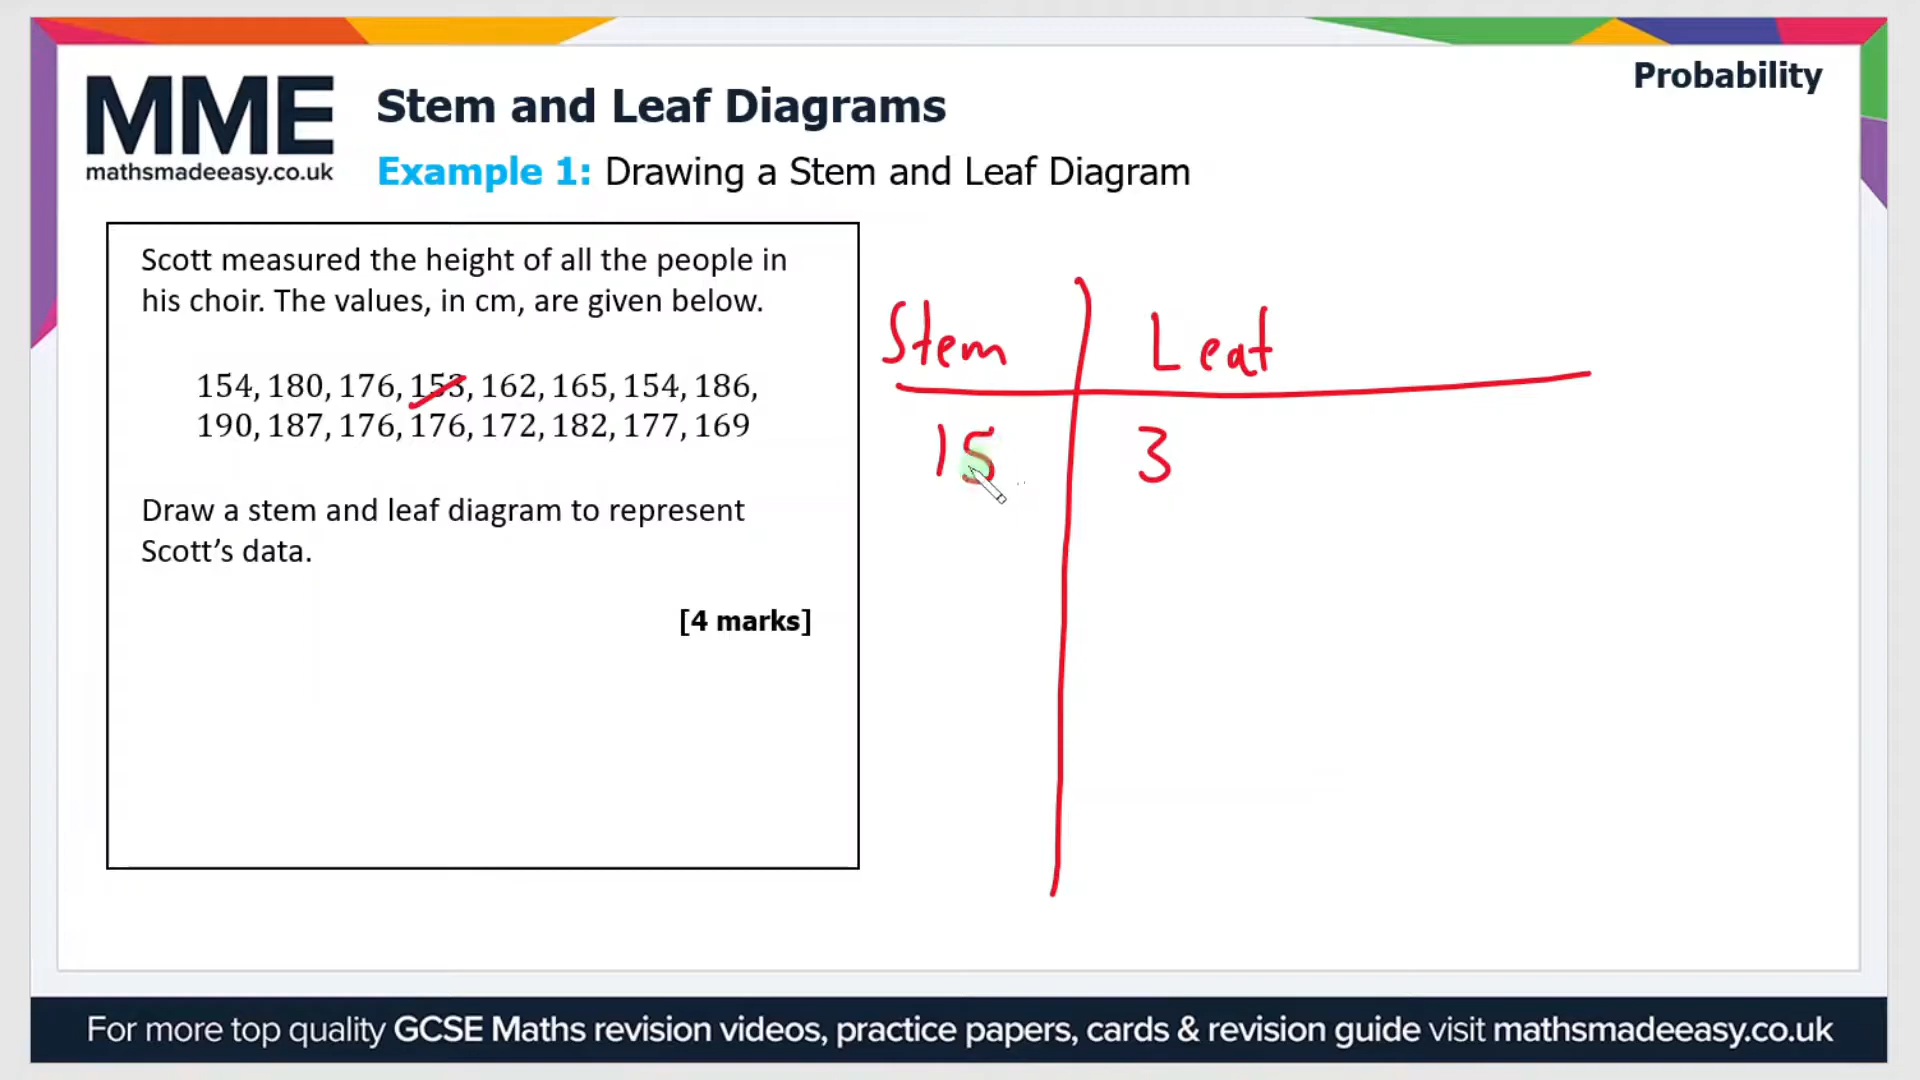 Probability
MME
mathsmadeeasy.co.uk
Stem and Leaf Diagrams
Example 1: Drawing a Stem and Leaf Diagram
Scott measured the height of all the people in
his choir. The values, in cm, are given below.
154, 180, 176, 153, 162, 165, 154, 186,
190, 187, 176, 176, 172, 182, 177, 169
Draw a stem and leaf diagram to represent
Scott’s data.
[4 marks]
Stem Leaf
15 3
For more top quality GCSE Maths revision videos, practice papers, cards & revision guide visit mathsmadeeasy.co.uk